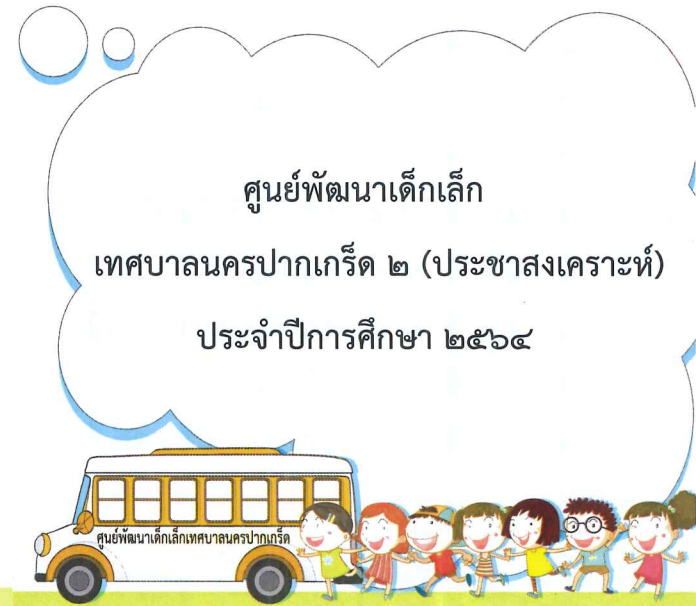 ศูนย์พัฒนาเด็กเล็ก
เทศบาลนครปากเกร็ด ๒ (ประชาสงเคราะห์)
ประจำปีการศึกษา ๒๕๖๔
ศูนย์พัฒนาเด็กเล็กเทศบาลนครปากเกร็ด